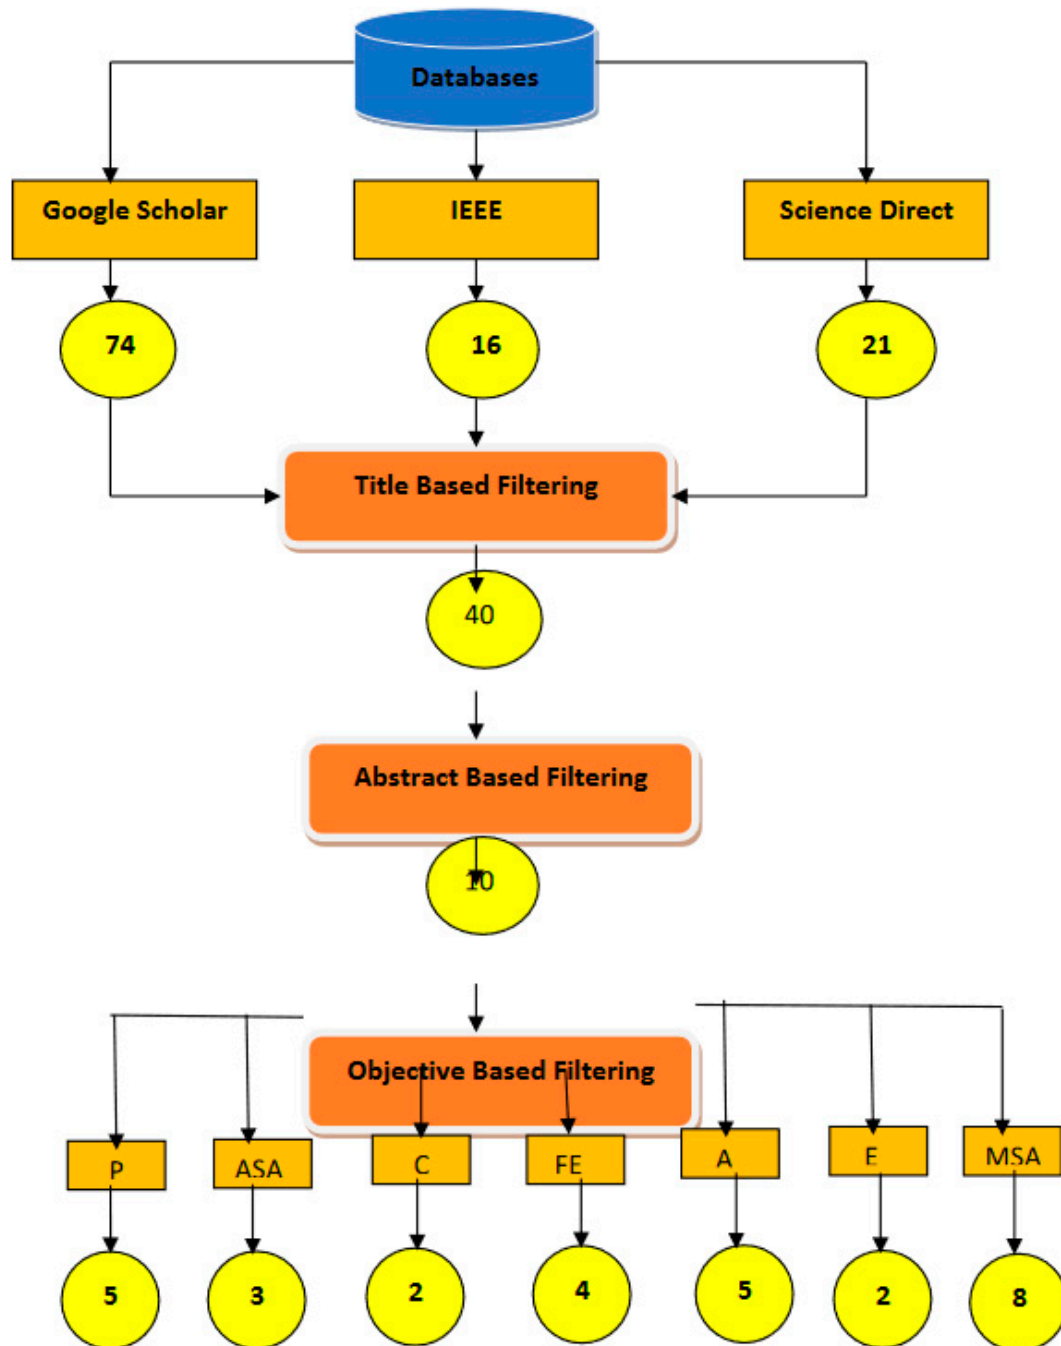 Databases
Google Scholar
IEEE
Science Direct
74
16
21
Title Based Filtering
40
Abstract Based Filtering
10
Objective Based Filtering
P
ASA
C
FE
A
E
MSA
5
3
2
4
5
2
8